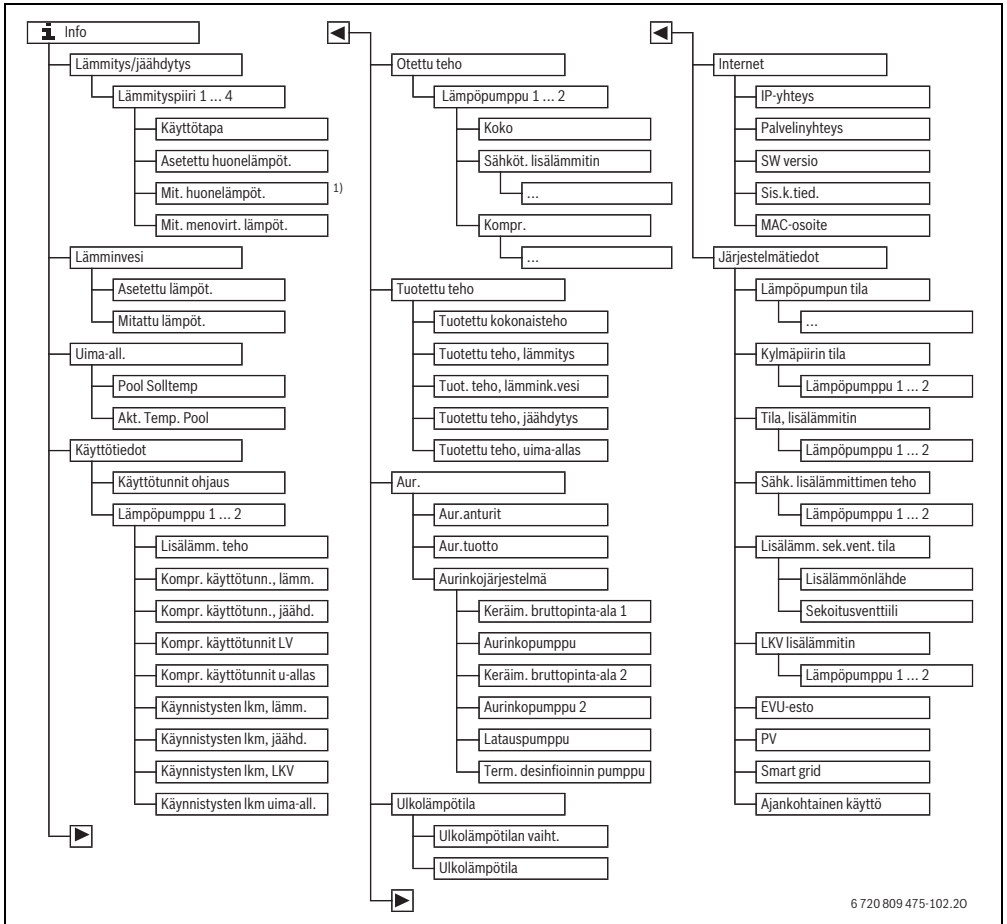 i Info
Lämmitys/jäähdytys
Lämmityspiiri 1 ... 4
Käyttötapa
Asetettu huonelämpöt.
Mit. huonelämpöt. 1)
Mit. menovirt. lämpöt.
Lämminvesi
Asetettu lämpöt.
Mitattu lämpöt.
Uima-all.
Pool Solltemp
Akt. Temp. Pool
Käyttötiedot
Käyttötunnit ohjaus
Lämpöpumppu 1 ... 2
Lisälämm. teho
Kompr. käyttötunn., lämm.
Kompr. käyttötunn., jäähd.
Kompr. käyttötunnit LV
Kompr. käyttötunnit u-allas
Käynnistysten lkm, lämm.
Käynnistysten lkm, jäähd.
Käynnistysten lkm, LKV
Käynnistysten lkm uima-all.
Otettu teho
Lämpöpumppu 1 ... 2
Koko
Sähköt. lisälämmitin
...
Kompr.
...
Tuotettu teho
Tuotettu kokonaisteho
Tuotettu teho, lämmitys
Tuot. teho, lämmink.vesi
Tuotettu teho, jäähdytys
Tuotettu teho, uima-allas
Aur.
Aur.anturit
Aur.tuotto
Aurinkojärjestelmä
Keräim. bruttopinta-ala 1
Aurinkopumppu
Keräim. bruttopinta-ala 2
Aurinkopumppu 2
Latauspumppu
Term. desinfioinnin pumppu
Ulkolämpötila
Ulkolämpötilan vaiht.
Ulkolämpötila
Internet
IP-yhteys
Palvelinyhteys
SW versio
Sis.k.tied.
MAC-osoite
Järjestelmätiedot
Lämpöpumpun tila
...
Kylmäpiirin tila
Lämpöpumppu 1 ... 2
Tila, lisälämmitin
Lämpöpumppu 1 ... 2
Sähk. lisälämmittimen teho
Lämpöpumppu 1 ... 2
Lisälämm. sek.vent. tila
Lisälämmönlähde
Sekoitusventtiili
LKV lisälämmitin
Lämpöpumppu 1 ... 2
EVU-esto
PV
Smart grid
Ajankohtainen käyttö
6 720 809 475-102.2O